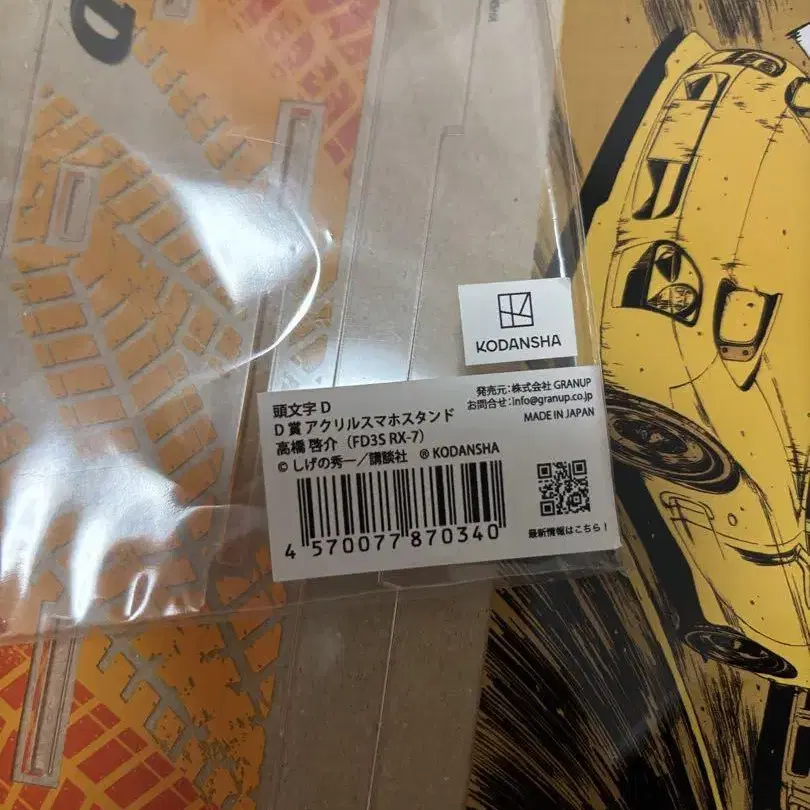 D
KODANSHA
頭文字 D
D 賞 アクリルスマホスタンド
高橋 啓介（FD3S RX-7）
© しげの秀一／講談社 ® KODANSHA
4 570077 870340
発売元：株式会社 GRANUP
お問合せ：info@granup.co.jp
MADE IN JAPAN
最新情報はこちら！